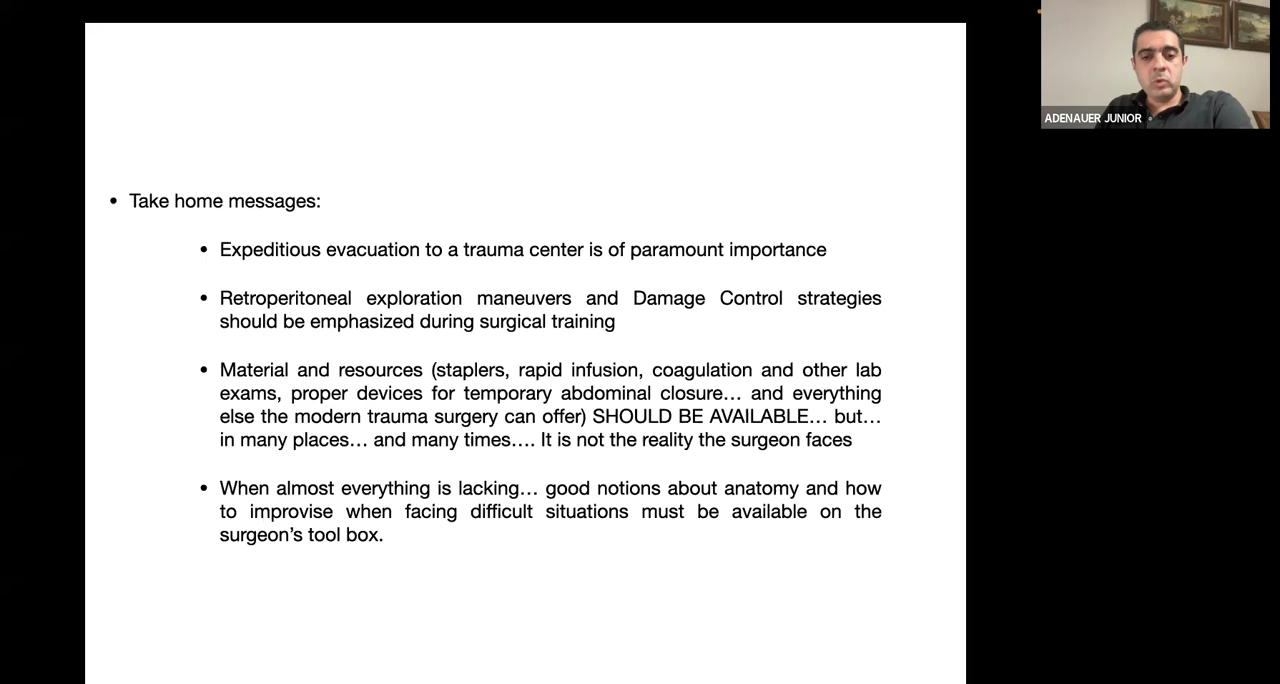 ADENAUER JUNIOR
• Take home messages:
• Expeditious evacuation to a trauma center is of paramount importance
• Retroperitoneal exploration maneuvers and Damage Control strategies
should be emphasized during surgical training
• Material and resources (staplers, rapid infusion, coagulation and other lab
exams, proper devices for temporary abdominal closure… and everything
else the modern trauma surgery can offer) SHOULD BE AVAILABLE… but…
in many places… and many times…. It is not the reality the surgeon faces
• When almost everything is lacking… good notions about anatomy and how
to improvise when facing difficult situations must be available on the
surgeon’s tool box.